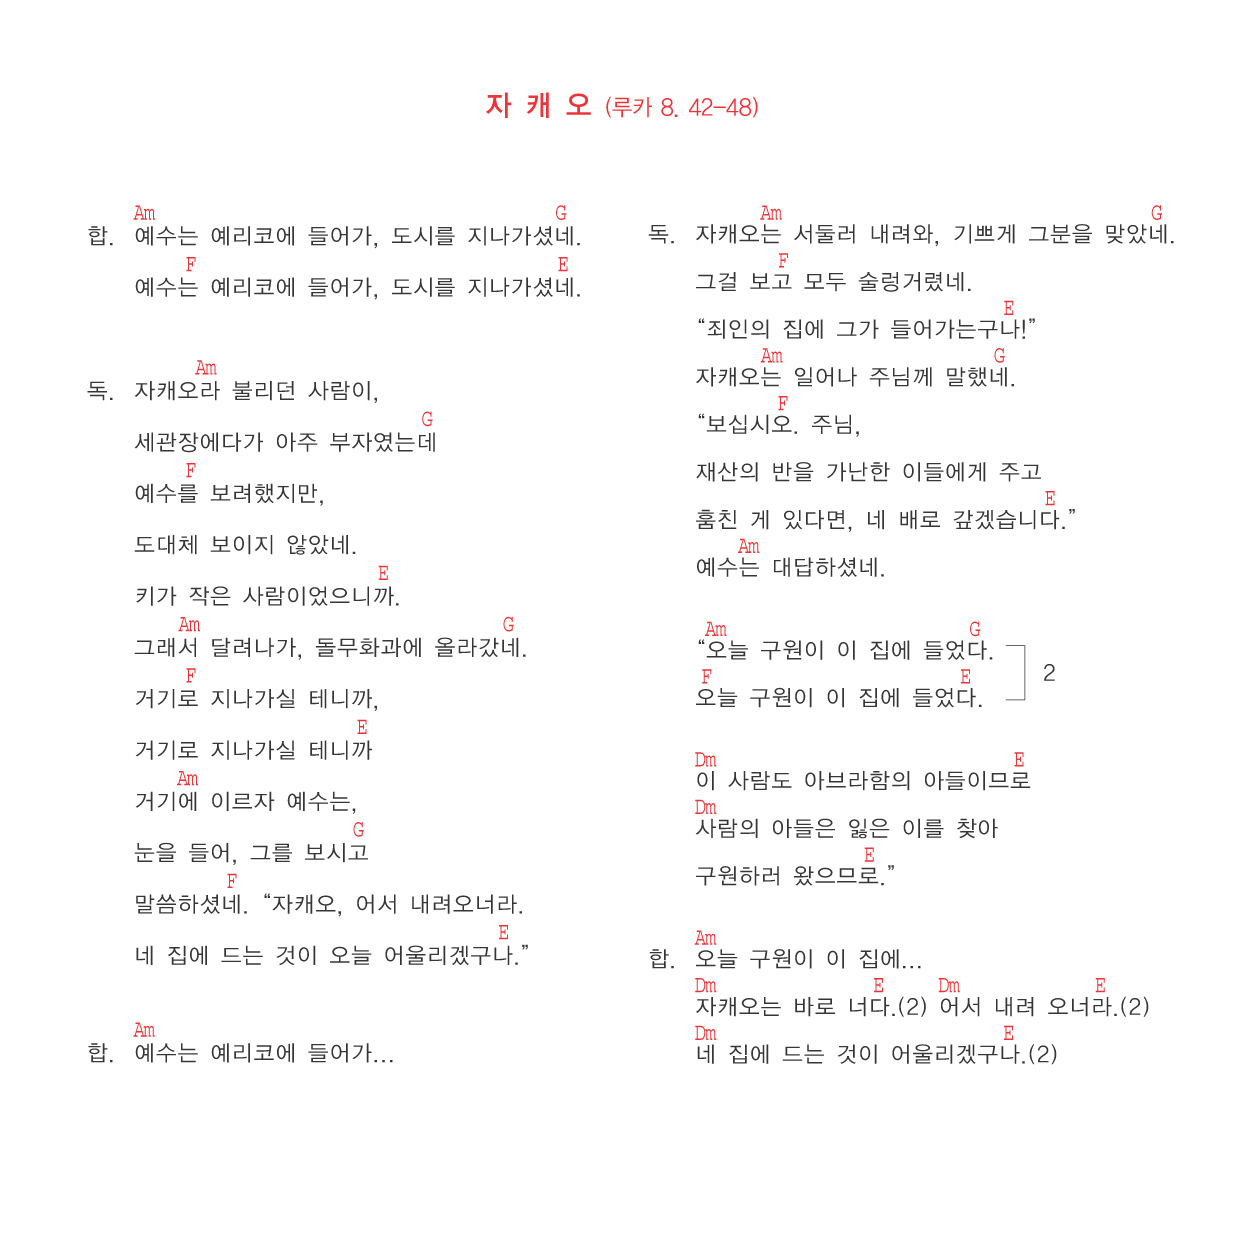 자 캐 오 (루카 8. 42-48)
Am G
합. 예수는 예리코에 들어가, 도시를 지나가셨네.
F E
예수는 예리코에 들어가, 도시를 지나가셨네.
Am
독. 자캐오라 불리던 사람이,
G
세관장에다가 아주 부자였는데
F
예수를 보려했지만,
도대체 보이지 않았네.
E
키가 작은 사람이었으니까.
Am G
그래서 달려나가, 돌무화과에 올라갔네.
F
거기로 지나가실 테니까,
E
거기로 지나가실 테니까
Am
거기에 이르자 예수는,
G
눈을 들어, 그를 보시고
F
말씀하셨네. “자캐오, 어서 내려오너라.
E
네 집에 드는 것이 오늘 어울리겠구나.”
Am
합. 예수는 예리코에 들어가...
Am G
독. 자캐오는 서둘러 내려와, 기쁘게 그분을 맞았네.
F
그걸 보고 모두 술렁거렸네.
E
“죄인의 집에 그가 들어가는구나!”
Am G
자캐오는 일어나 주님께 말했네.
F
“보십시오. 주님,
재산의 반을 가난한 이들에게 주고
E
훔친 게 있다면, 네 배로 갚겠습니다.”
Am
예수는 대답하셨네.
Am G
“오늘 구원이 이 집에 들었다.
2
F E
오늘 구원이 이 집에 들었다.
Dm E
이 사람도 아브라함의 아들이므로
Dm
사람의 아들은 잃은 이를 찾아
E
구원하러 왔으므로.”
Am
합. 오늘 구원이 이 집에...
Dm E Dm E
자캐오는 바로 너다.(2) 어서 내려 오너라.(2)
Dm E
네 집에 드는 것이 어울리겠구나.(2)